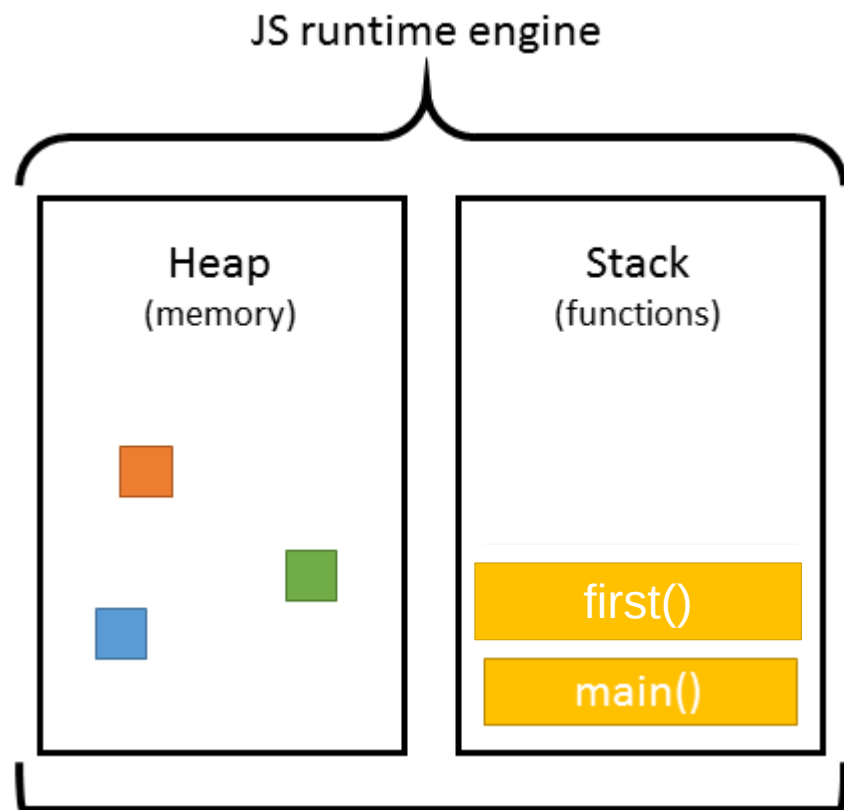 JS runtime engine
Heap
(memory)
Stack
(functions)
first()
main()